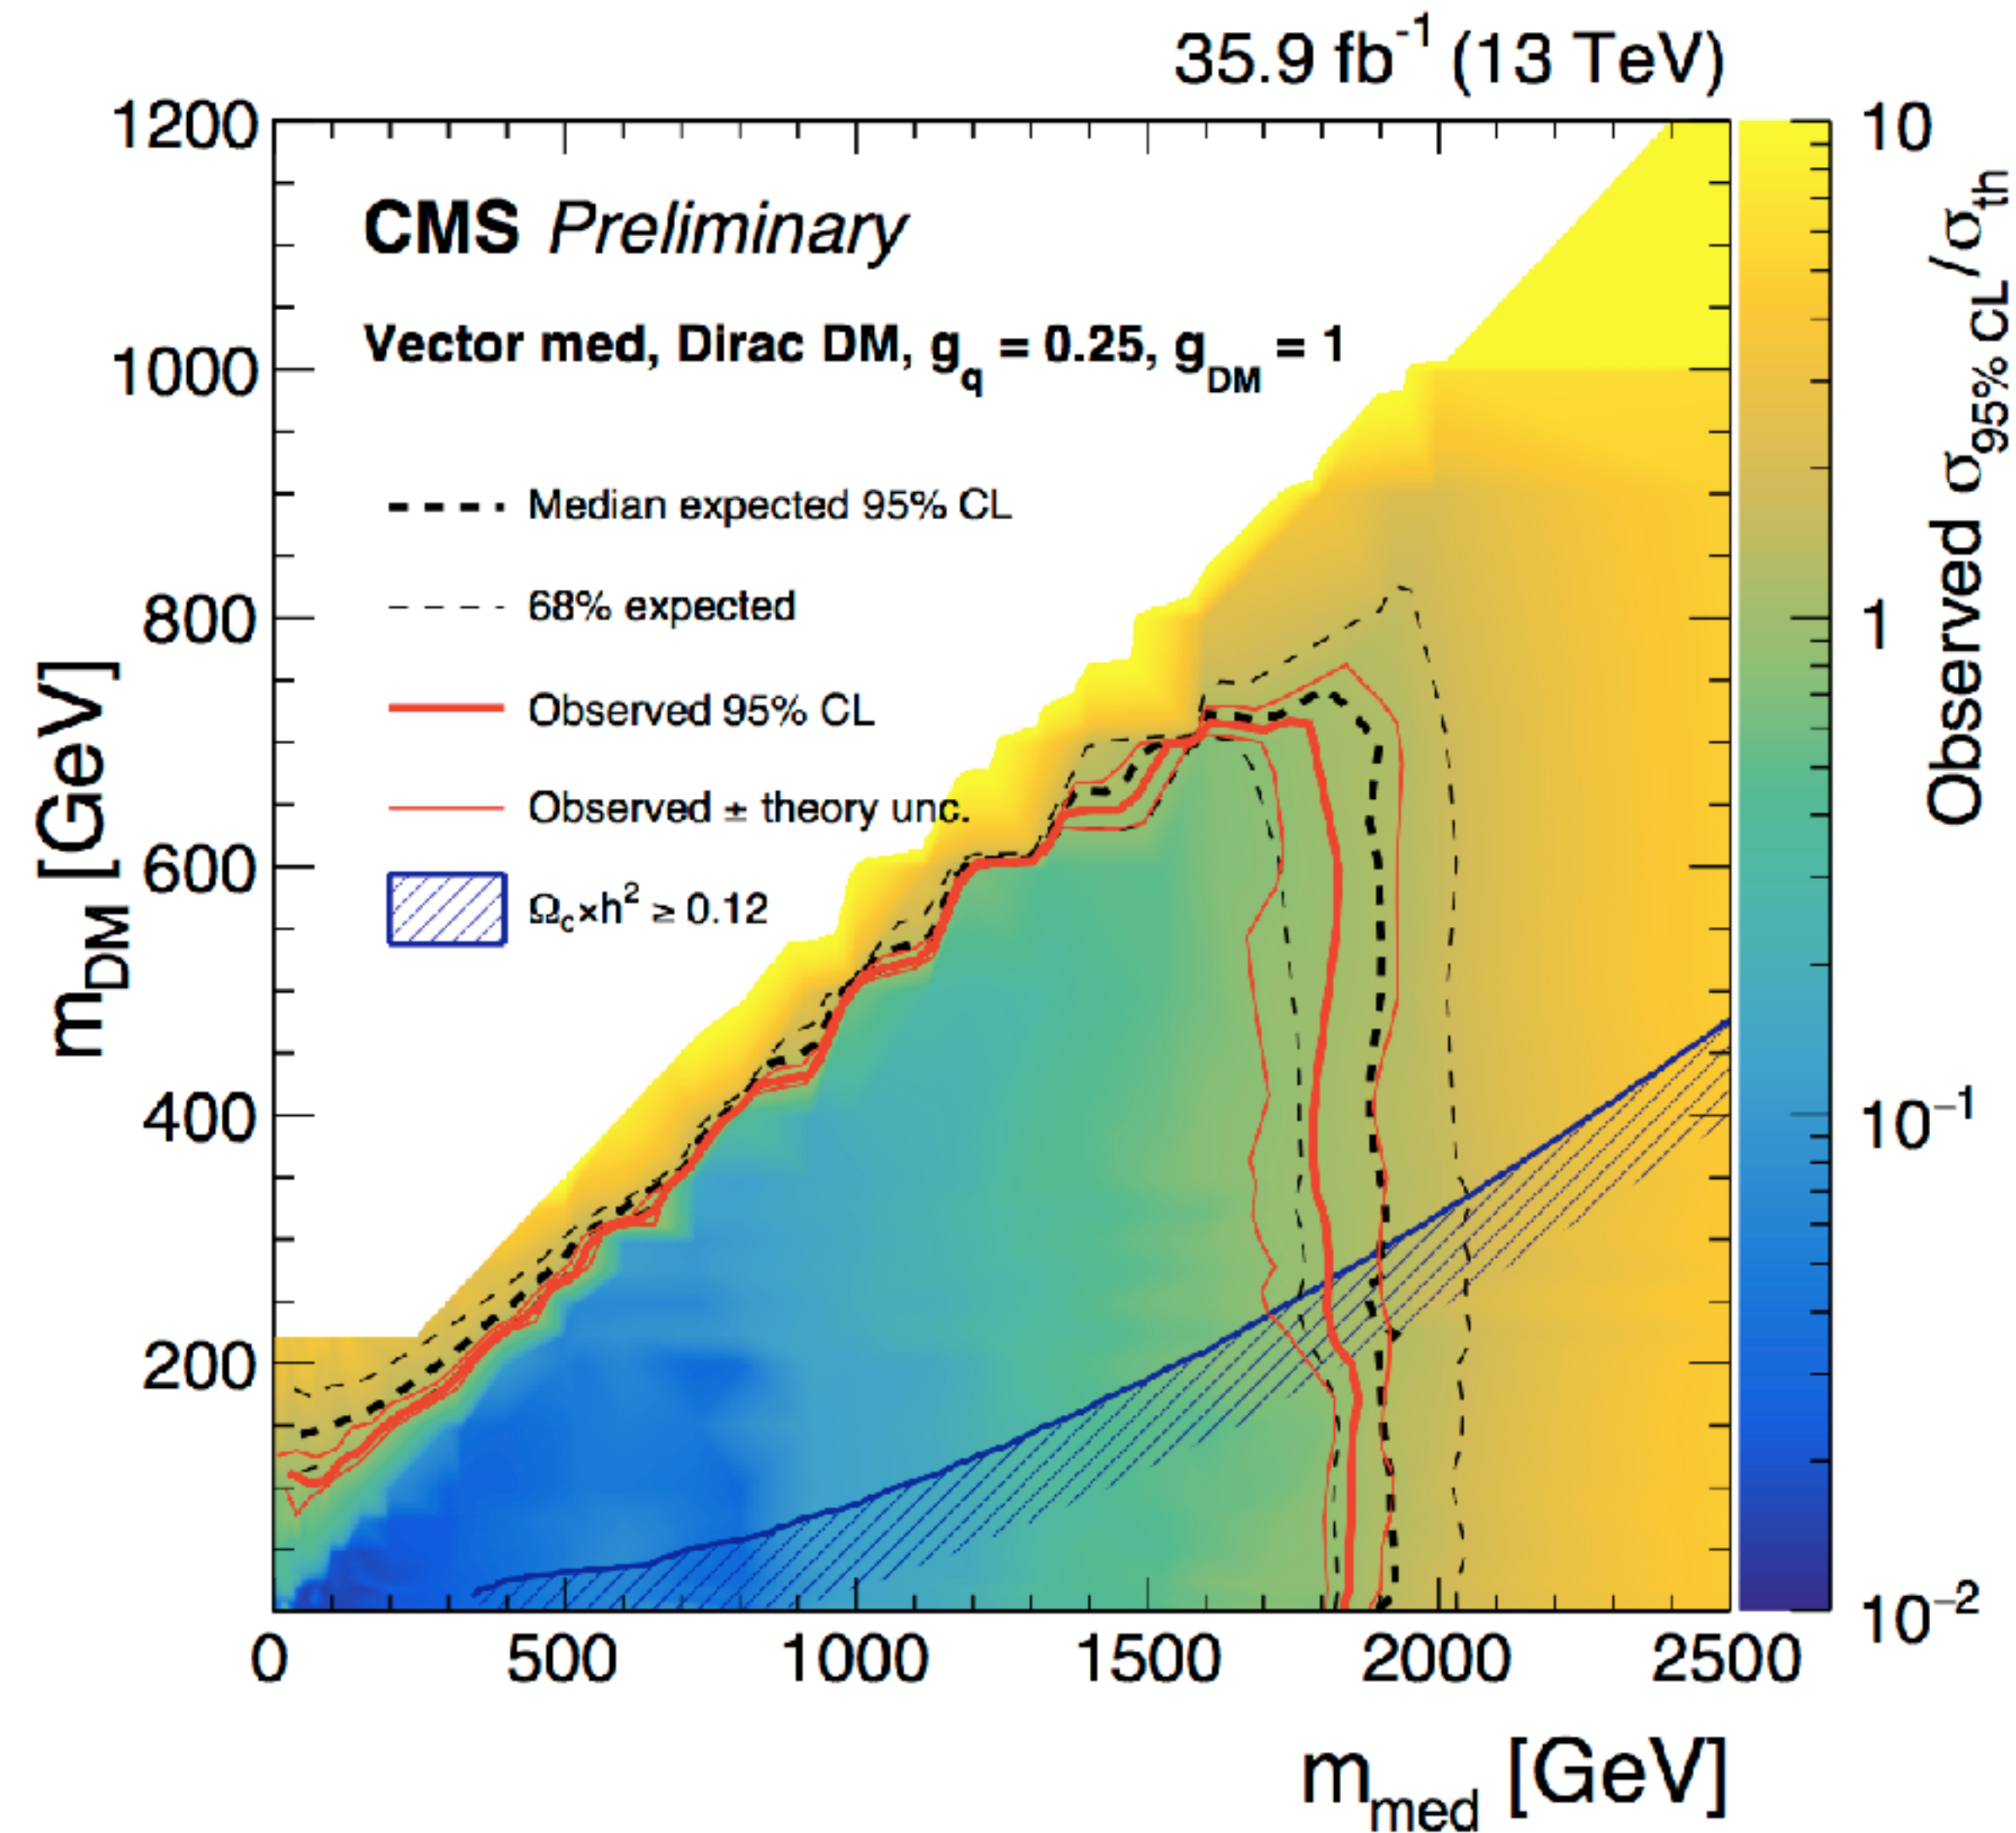 35.9 fb⁻¹ (13 TeV)
CMS Preliminary
Vector med, Dirac DM, g_q = 0.25, g_DM = 1
Median expected 95% CL
68% expected
Observed 95% CL
Observed ± theory unc.
Ω_c×h² ≥ 0.12
m_DM [GeV]
1200
1000
800
600
400
200
0
500
1000
1500
2000
2500
m_med [GeV]
10
1
10⁻¹
10⁻²
Observed σ_95% CL/σ_th